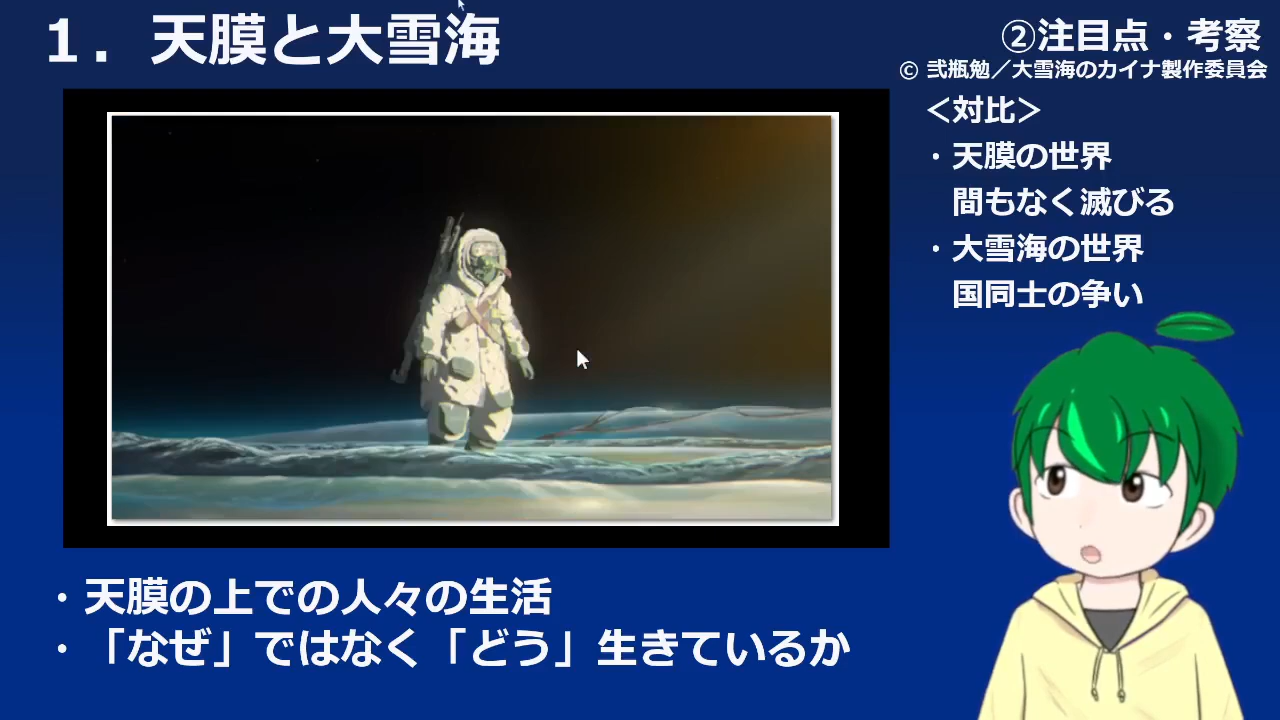 １．天膜と大雪海
②注目点・考察
© 弐瓶勉／大雪海のカイナ製作委員会
＜対比＞
・天膜の世界
間もなく滅びる
・大雪海の世界
国同士の争い
・天膜の上での人々の生活
・「なぜ」ではなく「どう」生きているか